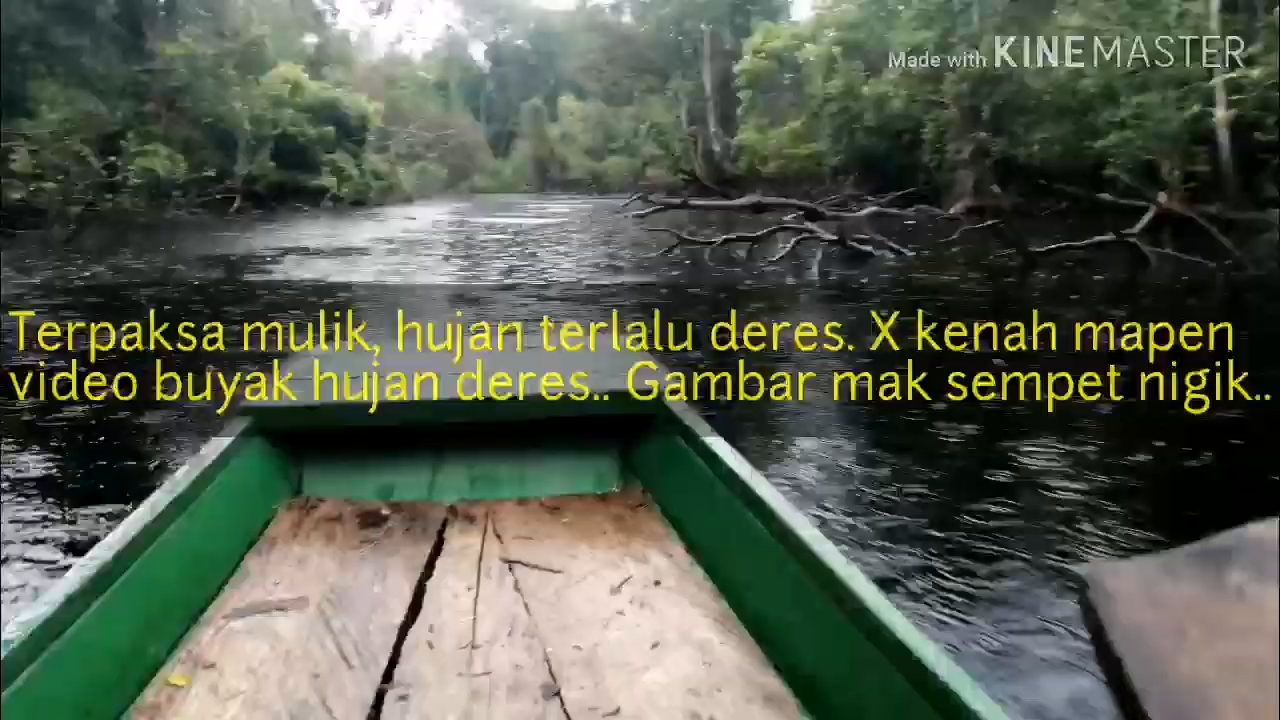 Made with KINEMASTER
Terpaksa mulik, hujan terlalu deres. X kenah mapen
video buyak hujan deres.. Gambar mak sempet nigik..